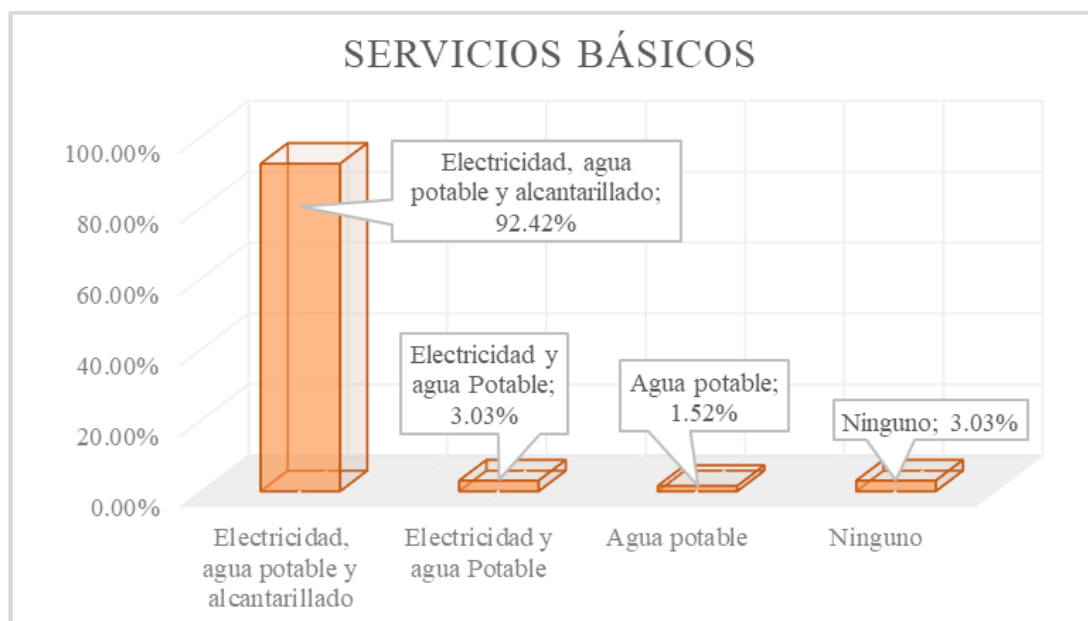 SERVICIOS BÁSICOS
100.00%
80.00%
60.00%
40.00%
20.00%
0.00%
Electricidad, agua
potable y alcantarillado;
92.42%
Electricidad y
agua Potable;
3.03%
Agua potable;
1.52%
Ninguno; 3.03%
Electricidad,
agua potable y
alcantarillado
Electricidad y
agua Potable
Agua potable
Ninguno